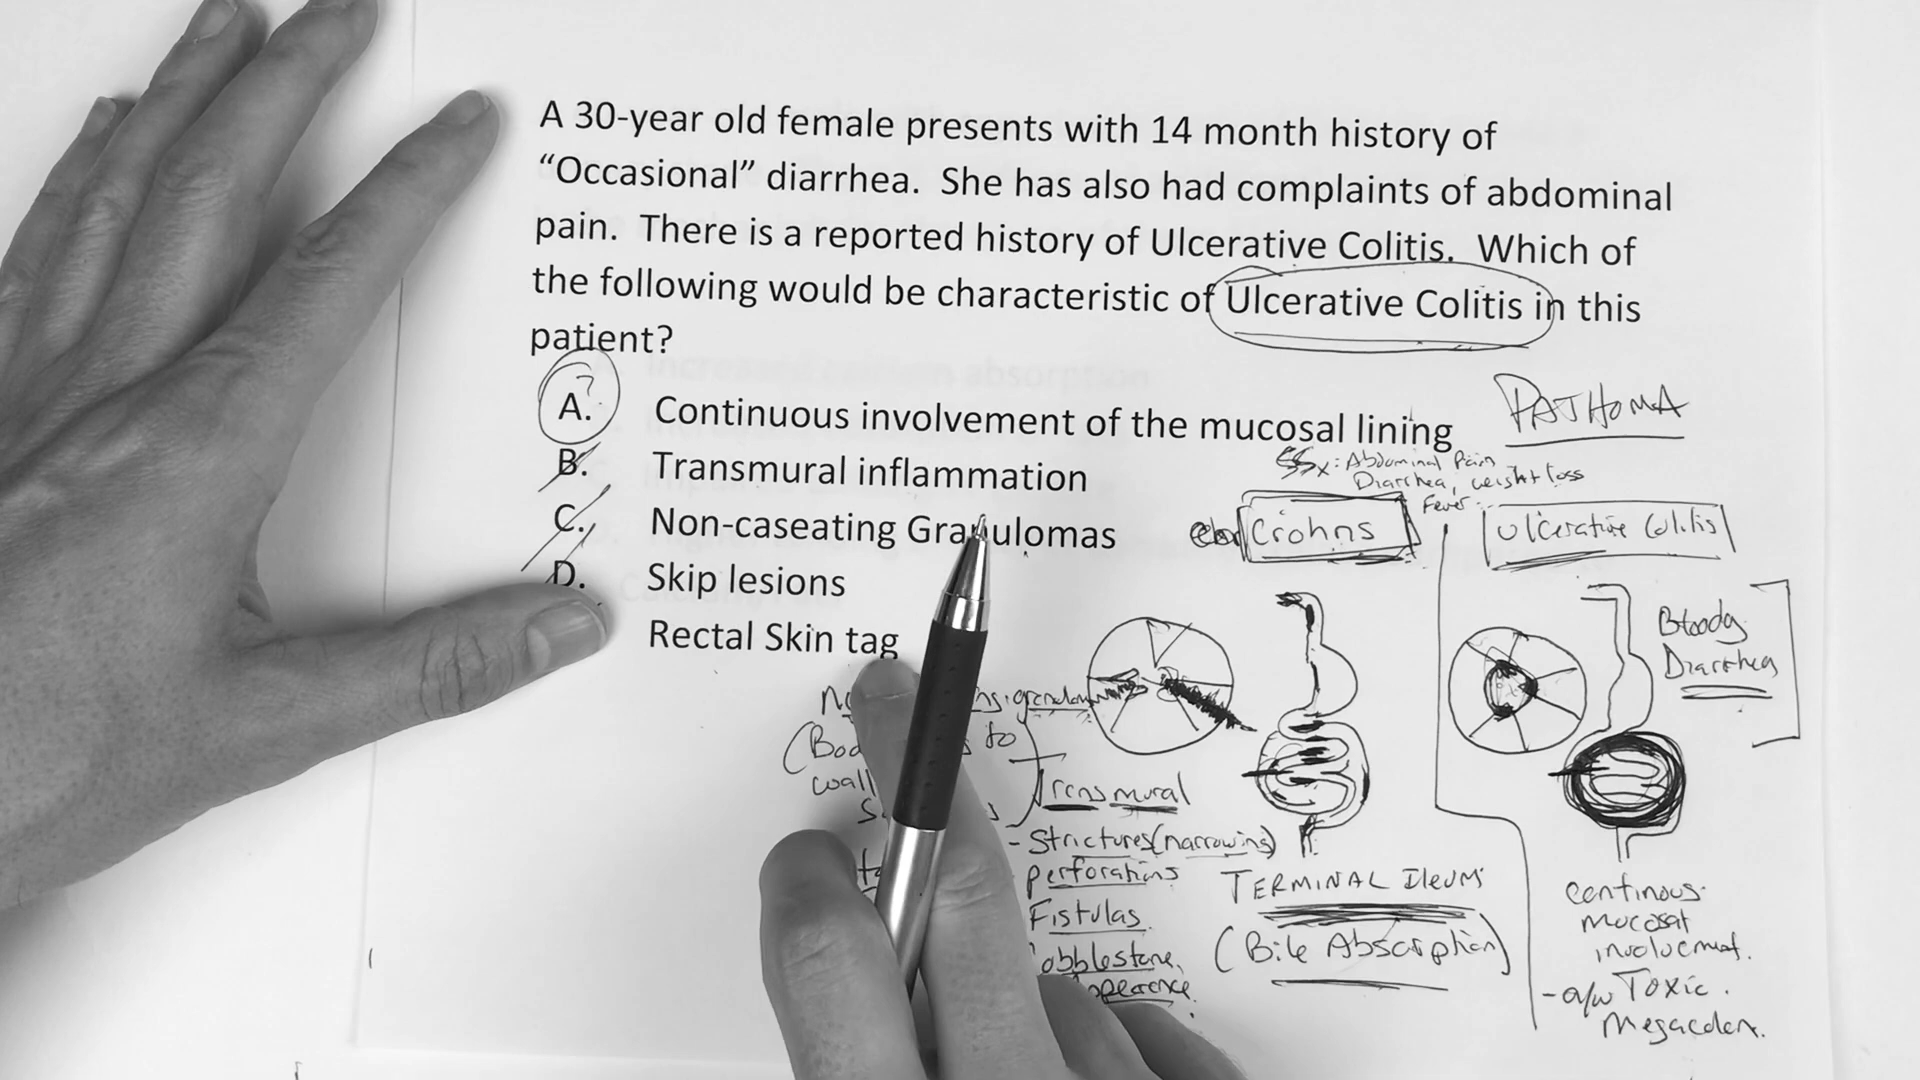 A 30-year old female presents with 14 month history of
“Occasional” diarrhea. She has also had complaints of abdominal
pain. There is a reported history of Ulcerative Colitis. Which of
the following would be characteristic of Ulcerative Colitis in this
patient?
A. Continuous involvement of the mucosal lining
B. Transmural inflammation
C. Non-caseating Granulomas
D. Skip lesions
Rectal Skin tag
PATHOMA
Sx: Abdominal Pain
Diarrhea, weight loss
Fever
Crohns
Ulcerative Colitis
Bloody
Diarrhea
to
wall
Transmural
- Strictures (narrowing)
perforations
Fistulas
TERMINAL ILEUM
(Bile Absorption)
Continous
Mucosal
involvement.
- a/w Toxic.
Megacolon.